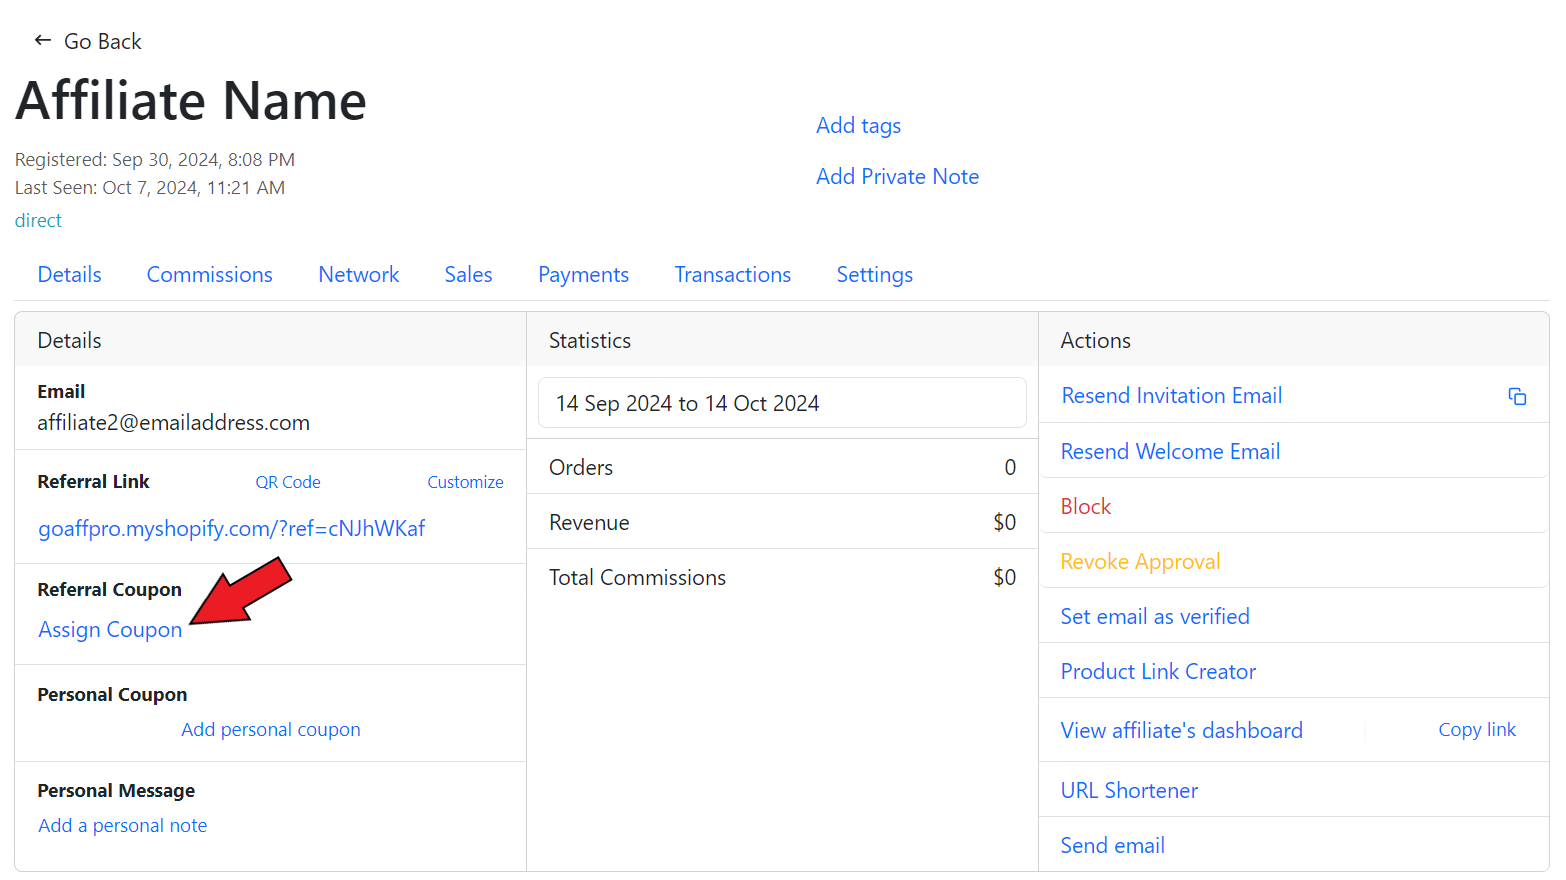 Go Back
Affiliate Name
Registered: Sep 30, 2024, 8:08 PM
Last Seen: Oct 7, 2024, 11:21 AM
direct
Add tags
Add Private Note
Details Commissions Network Sales Payments Transactions Settings
Details
Email
affiliate2@emailaddress.com
Referral Link QR Code Customize
goaffpro.myshopify.com/?ref=cNJhWKaf
Referral Coupon
Assign Coupon
Personal Coupon
Add personal coupon
Personal Message
Add a personal note
Statistics
14 Sep 2024 to 14 Oct 2024
Orders 0
Revenue $0
Total Commissions $0
Actions
Resend Invitation Email
Resend Welcome Email
Block
Revoke Approval
Set email as verified
Product Link Creator
View affiliate's dashboard Copy link
URL Shortener
Send email